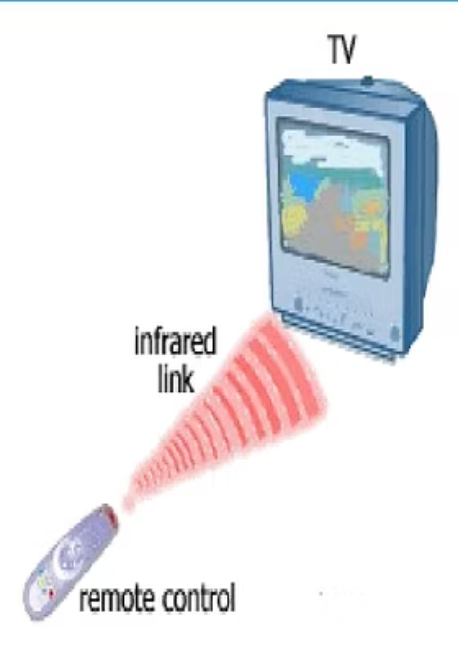 TV
infrared
link
remote control